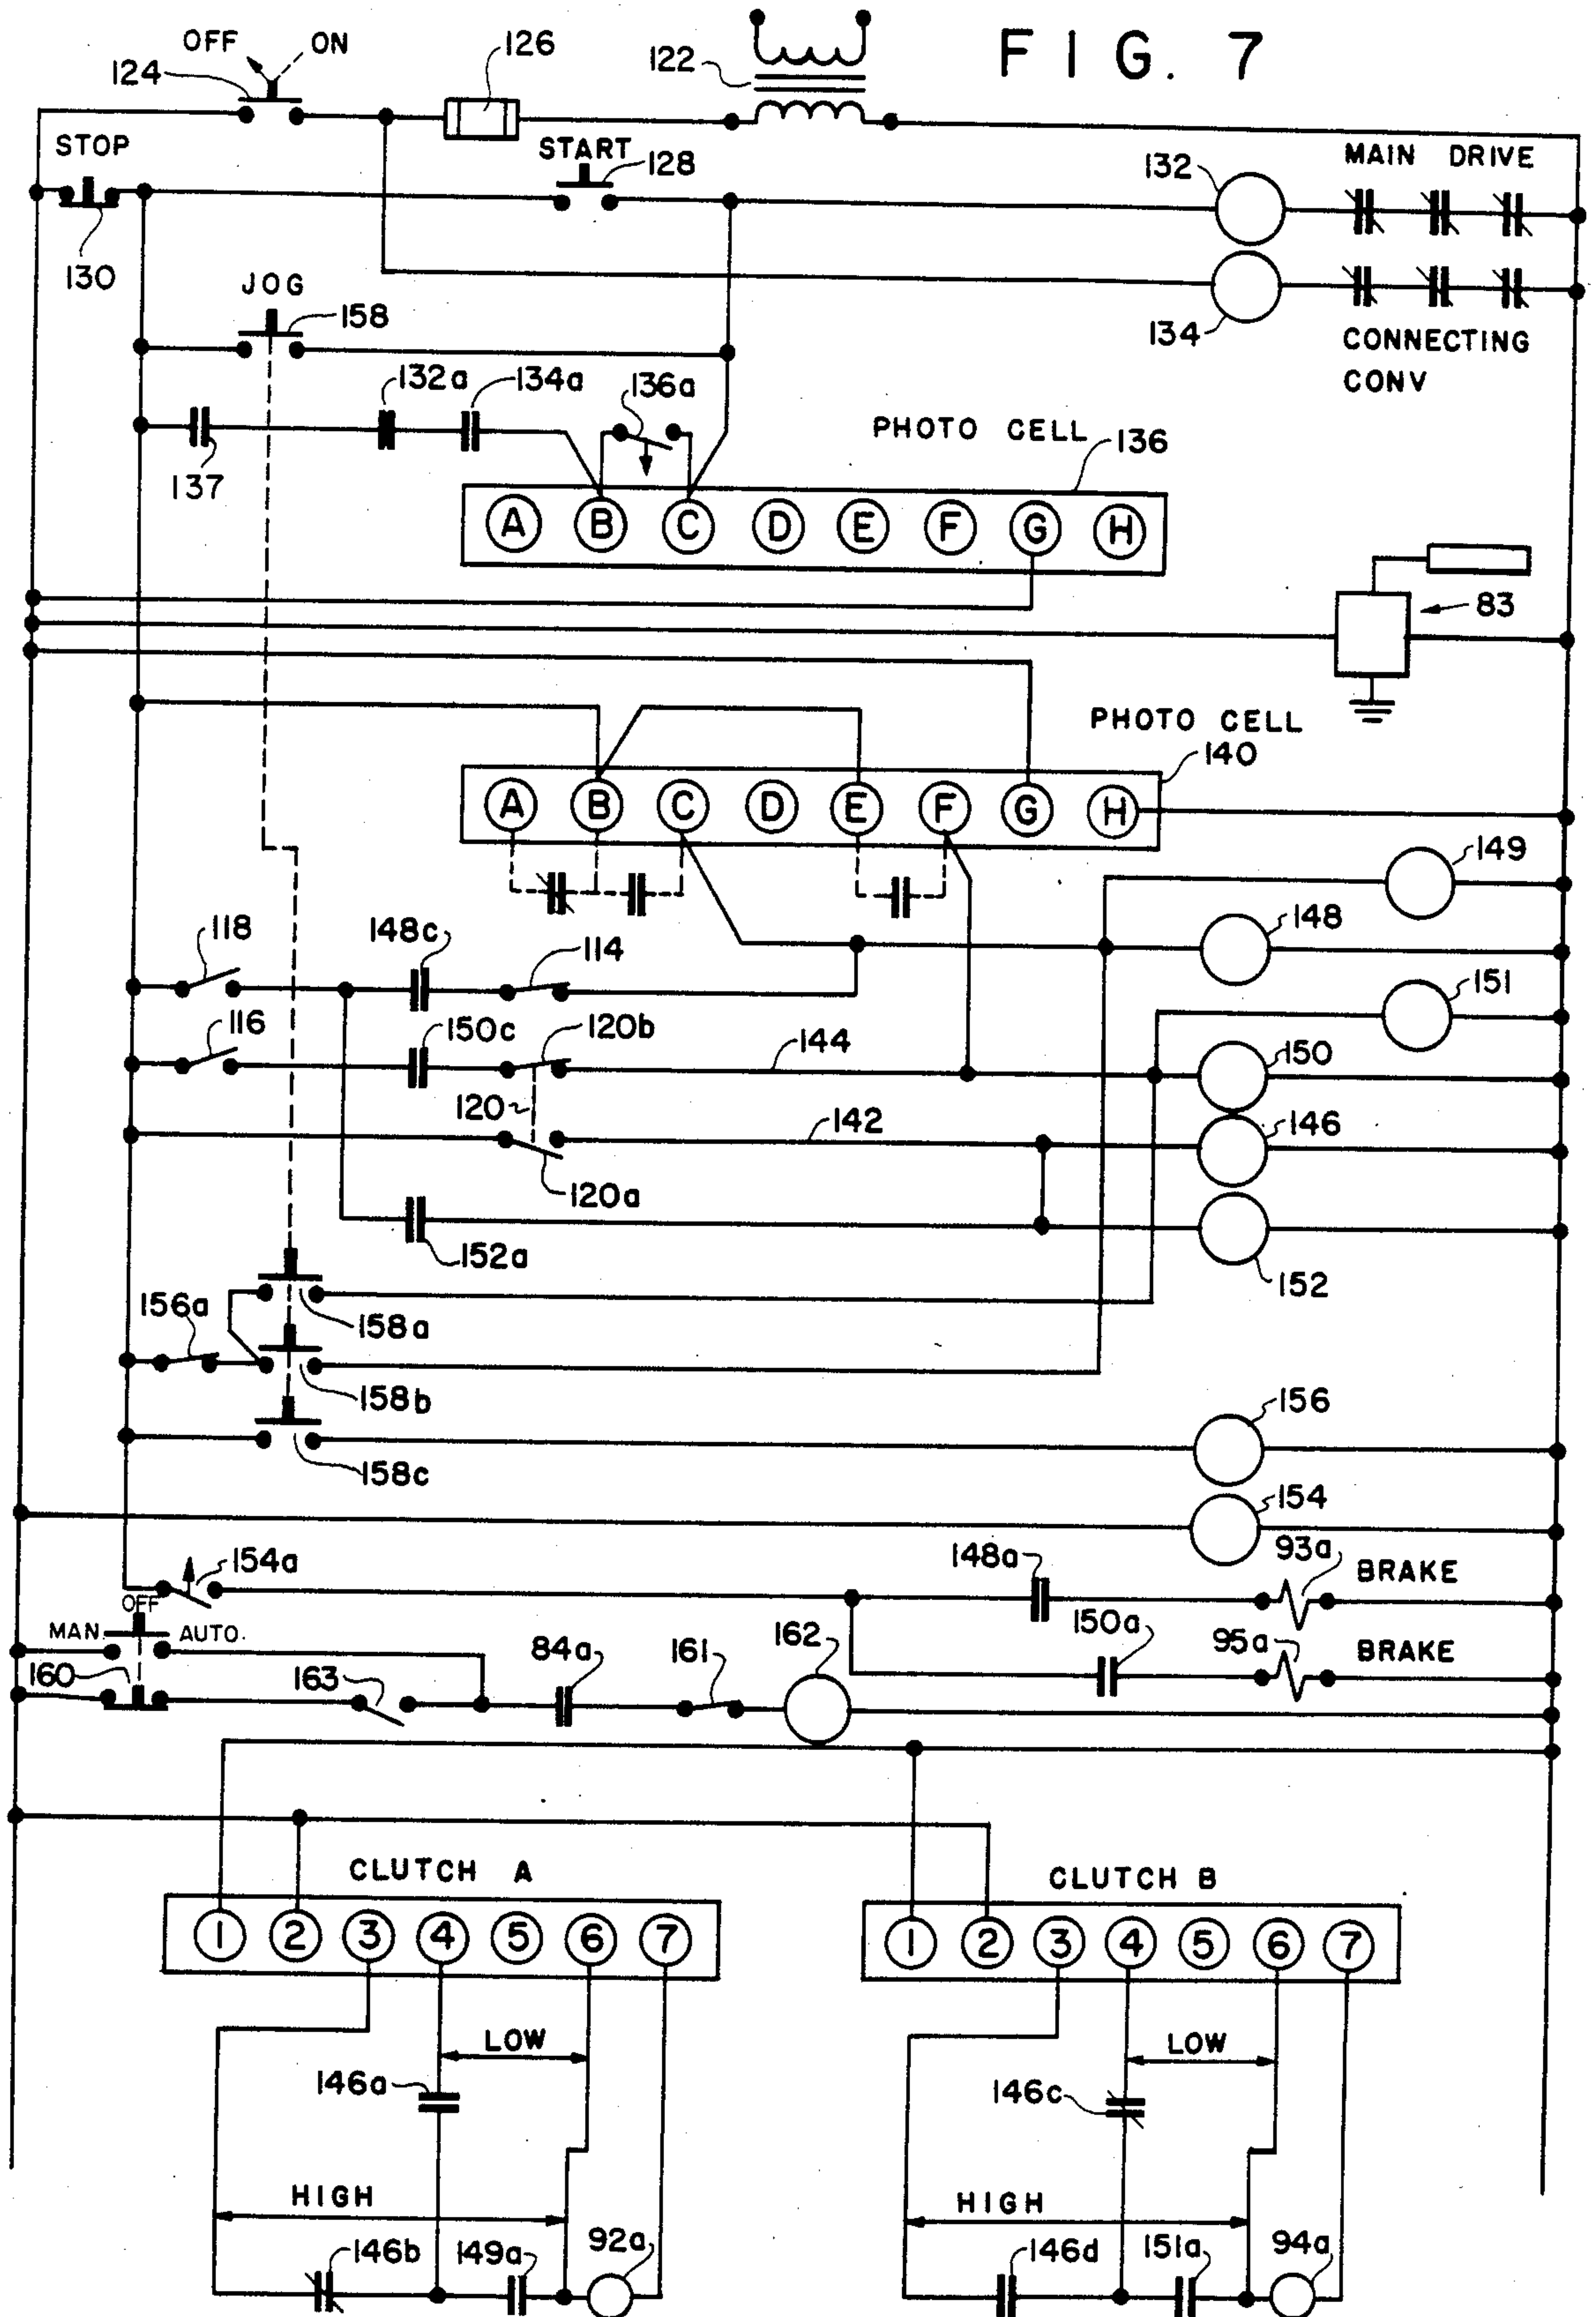 FIG. 7
OFF ON
124
126
122
STOP
START
128
130
132
MAIN DRIVE
134
CONNECTING
CONV
JOG
158
132a
134a
136a
137
PHOTO CELL
136
A B C D E F G H
83
PHOTO CELL
140
A B C D E F G H
149
148
118
148c
114
151
116
150c
120b
144
150
120
142
146
120a
152a
152
156a
158a
158b
156
158c
154
154a
148a
93a
BRAKE
OFF
MAN. AUTO.
150a
95a
BRAKE
160
163
84a
161
162
CLUTCH A
1 2 3 4 5 6 7
CLUTCH B
1 2 3 4 5 6 7
LOW
LOW
146a
146c
HIGH
HIGH
146b
149a
92a
146d
151a
94a